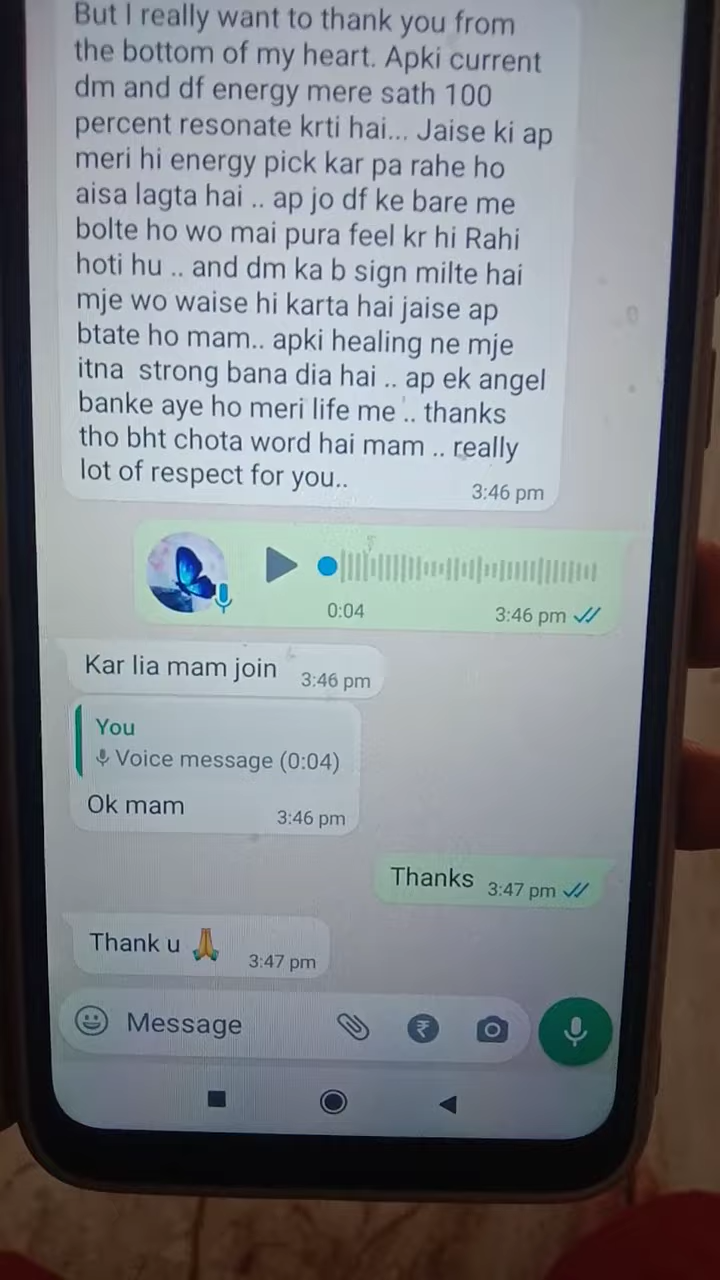 But I really want to thank you from
the bottom of my heart. Apki current
dm and df energy mere sath 100
percent resonate krti hai... Jaise ki ap
meri hi energy pick kar pa rahe ho
aisa lagta hai .. ap jo df ke bare me
bolte ho wo mai pura feel kr hi Rahi
hoti hu .. and dm ka b sign milte hai
mje wo waise hi karta hai jaise ap
btate ho mam.. apki healing ne mje
itna strong bana dia hai .. ap ek angel
banke aye ho meri life me .. thanks
tho bht chota word hai mam .. really
lot of respect for you..
3:46 pm
0:04 3:46 pm
Kar lia mam join 3:46 pm
You
Voice message (0:04)
Ok mam 3:46 pm
Thanks 3:47 pm
Thank u 🙏 3:47 pm
Message